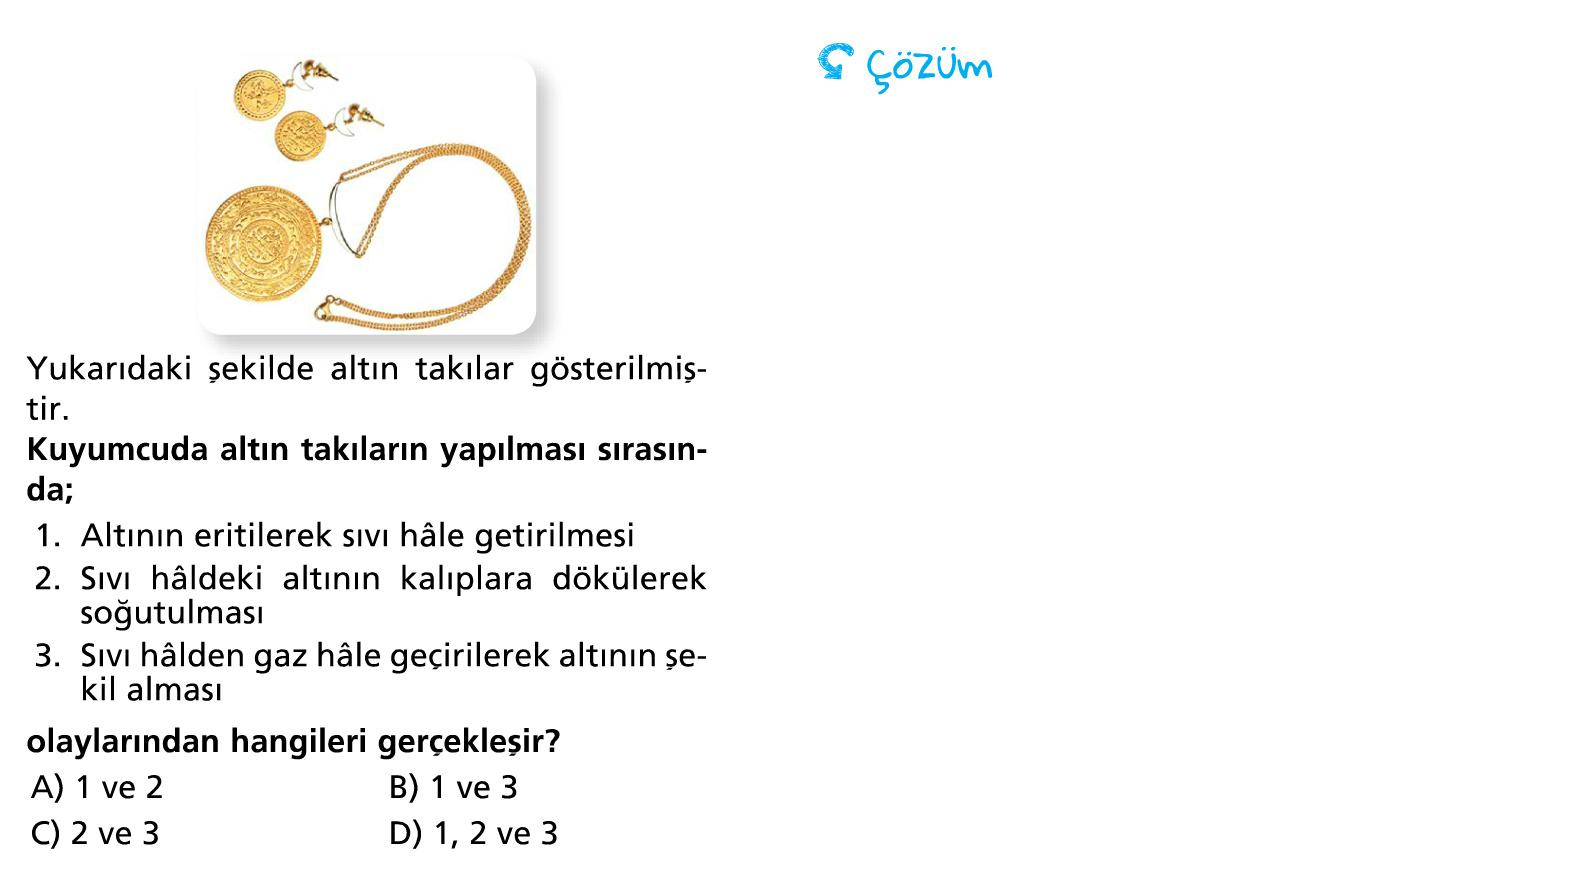 Çözüm
Yukarıdaki şekilde altın takılar gösterilmiş-
tir.
Kuyumcuda altın takıların yapılması sırasın-
da;
1. Altının eritilerek sıvı hâle getirilmesi
2. Sıvı hâldeki altının kalıplara dökülerek
soğutulması
3. Sıvı hâlden gaz hâle geçirilerek altının şe-
kil alması
olaylarından hangileri gerçekleşir?
A) 1 ve 2 B) 1 ve 3
C) 2 ve 3 D) 1, 2 ve 3